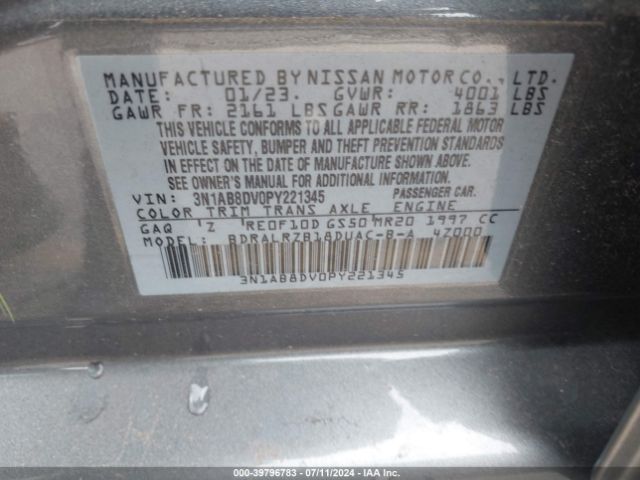 MANUFACTURED BY NISSAN MOTOR CO., LTD.
DATE: 01/23. GVWR: 4001 LBS
GAWR FR: 2161 LBS GAWR RR: 1863 LBS
THIS VEHICLE CONFORMS TO ALL APPLICABLE FEDERAL MOTOR
VEHICLE SAFETY, BUMPER AND THEFT PREVENTION STANDARDS
IN EFFECT ON THE DATE OF MANUFACTURE SHOWN ABOVE.
SEE OWNER'S MANUAL FOR ADDITIONAL INFORMATION.
VIN: 3N1AB8DV0PY221345 PASSENGER CAR.
COLOR TRIM TRANS AXLE ENGINE
GAQ Z RE0F10D GS50 MR20 1997 CC
MODEL: BDRALRZB18DUAC-B-A 4Z000
3N1AB8DV0PY221345
000-39796783 - 07/11/2024 - IAA Inc.